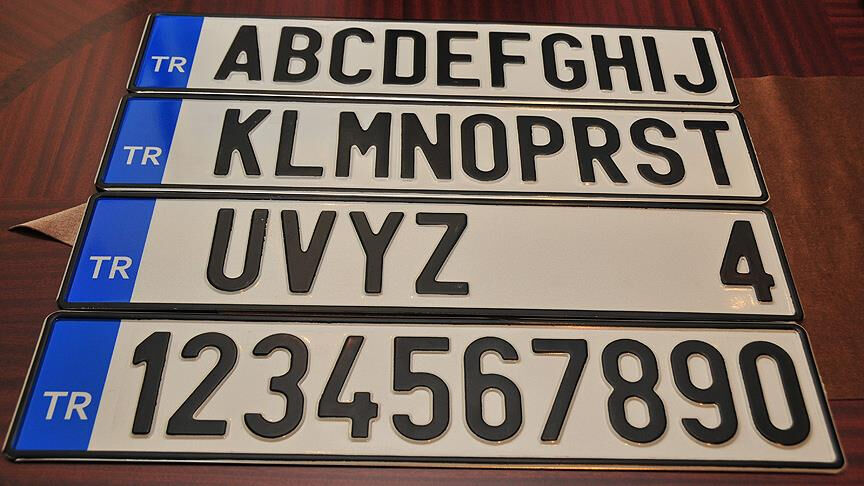 TR ABCDEFGHIJ
TR KLMNOPRST
TR UVYZ 4
TR 1234567890